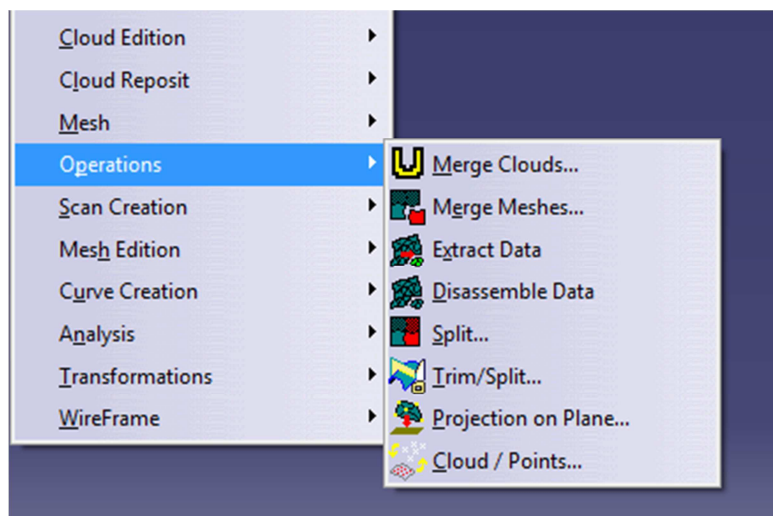 Cloud Edition
Cloud Reposit
Mesh
Operations
Scan Creation
Mesh Edition
Curve Creation
Analysis
Transformations
WireFrame
Merge Clouds...
Merge Meshes...
Extract Data
Disassemble Data
Split...
Trim/Split...
Projection on Plane...
Cloud / Points...